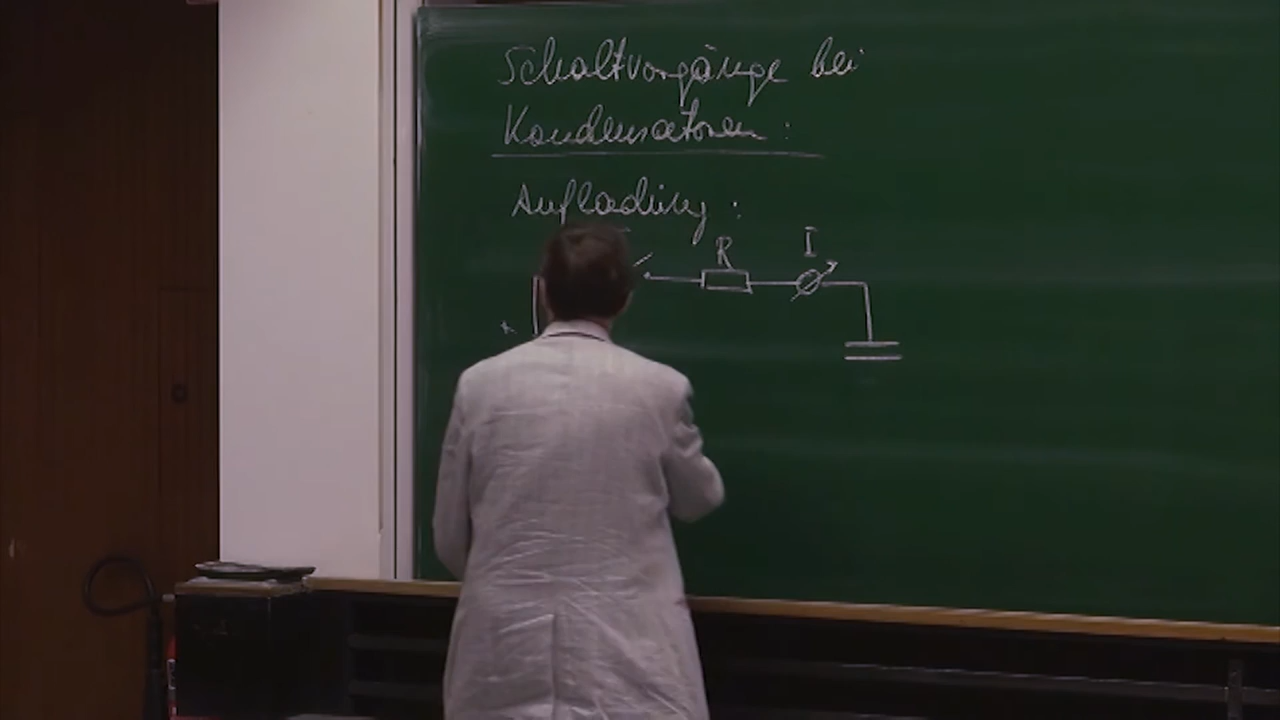 Schaltvorgänge bei
Kondensatoren:
Aufladung:
R
I